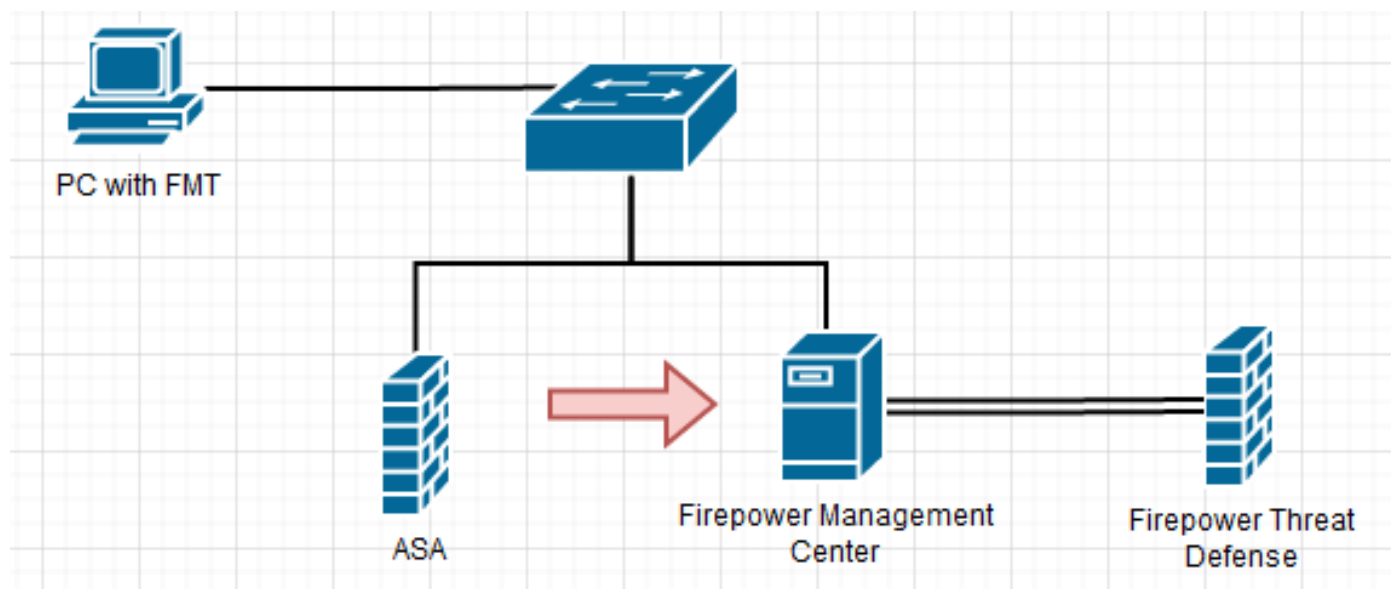 PC with FMT
ASA
Firepower Management
Center
Firepower Threat
Defense